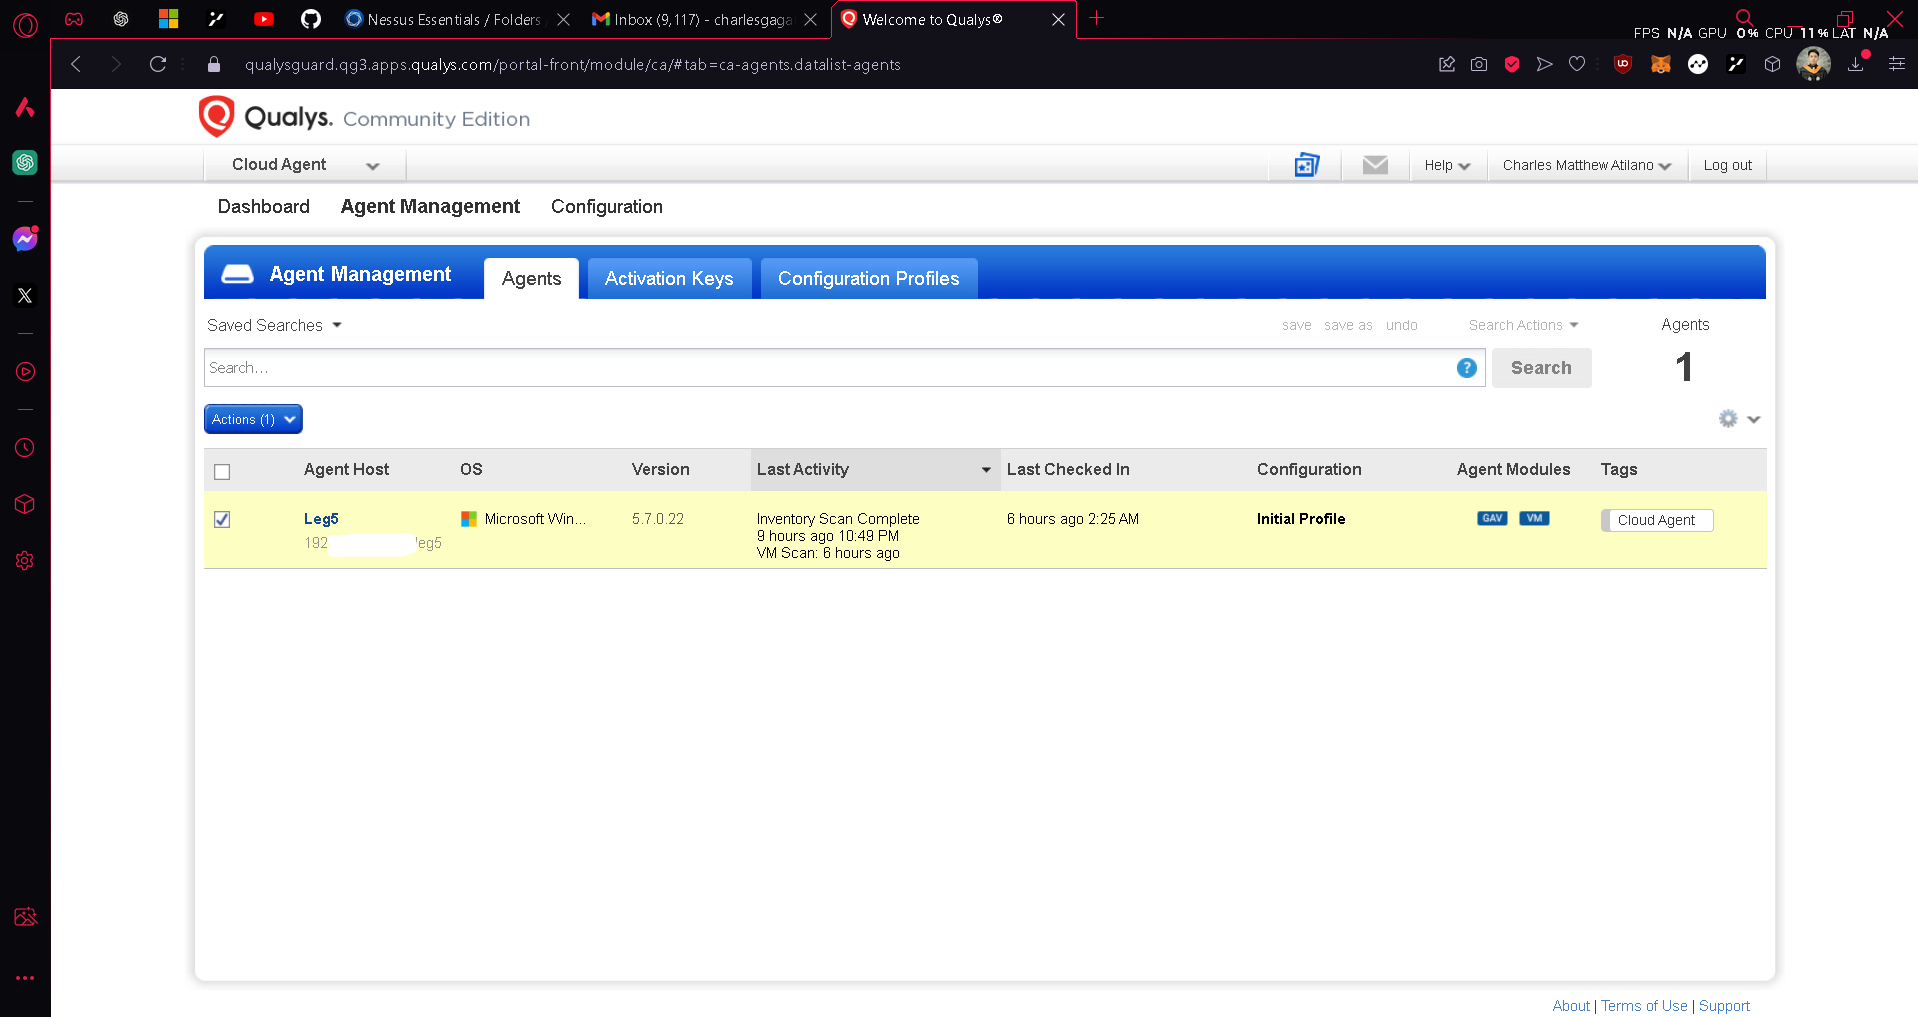 Nessus Essentials / Folders
Inbox (9,117) - charlesgaga
Welcome to Qualys®
FPS N/A GPU 0% CPU 11% LAT N/A
qualysguard.qg3.apps.qualys.com/portal-front/module/ca/#tab=ca-agents.datalist-agents
Qualys. Community Edition
Cloud Agent
Help
Charles Matthew Atilano
Log out
Dashboard Agent Management Configuration
Agent Management Agents Activation Keys Configuration Profiles
Saved Searches save save as undo Search Actions Agents
Search... ? Search 1
Actions (1)
Agent Host OS Version Last Activity Last Checked In Configuration Agent Modules Tags
Leg5 Microsoft Win... 5.7.0.22 Inventory Scan Complete 6 hours ago 2:25 AM Initial Profile GAV VM Cloud Agent
9 hours ago 10:49 PM
192 leg5
VM Scan: 6 hours ago
About | Terms of Use | Support